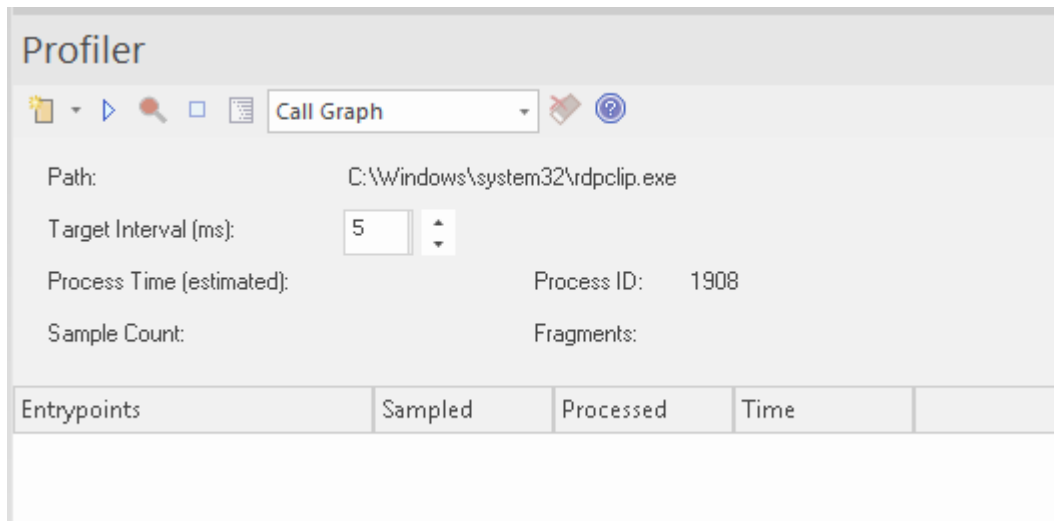 Profiler
Call Graph
Path: C:\Windows\system32\rdpclip.exe
Target Interval (ms): 5
Process Time (estimated): Process ID: 1908
Sample Count: Fragments:
Entrypoints Sampled Processed Time